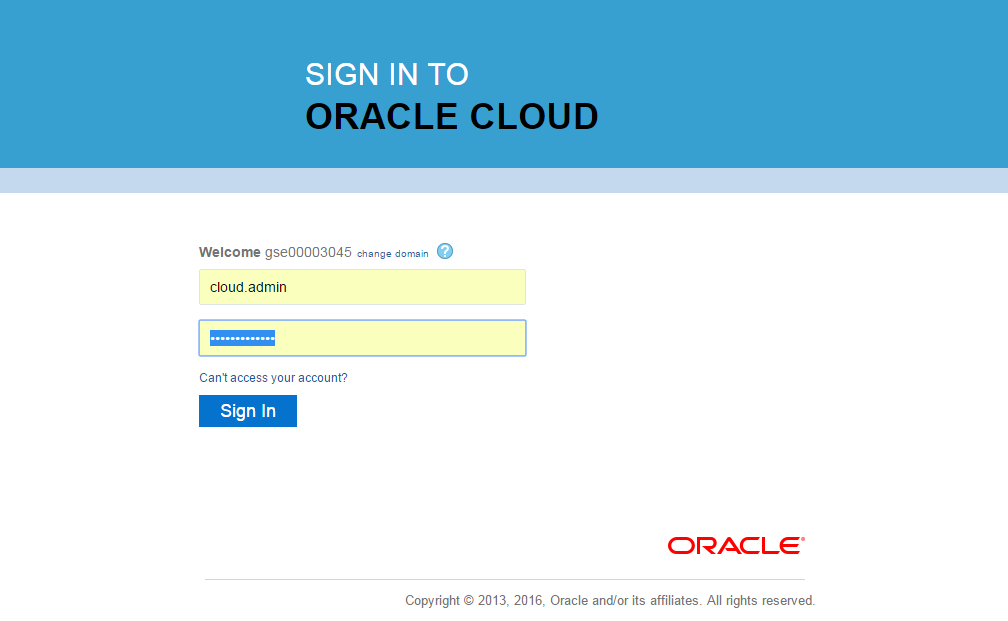 SIGN IN TO
ORACLE CLOUD
Welcome gse00003045 change domain ?
cloud.admin
•••••••••••••
Can't access your account?
Sign In
ORACLE®
Copyright © 2013, 2016, Oracle and/or its affiliates. All rights reserved.